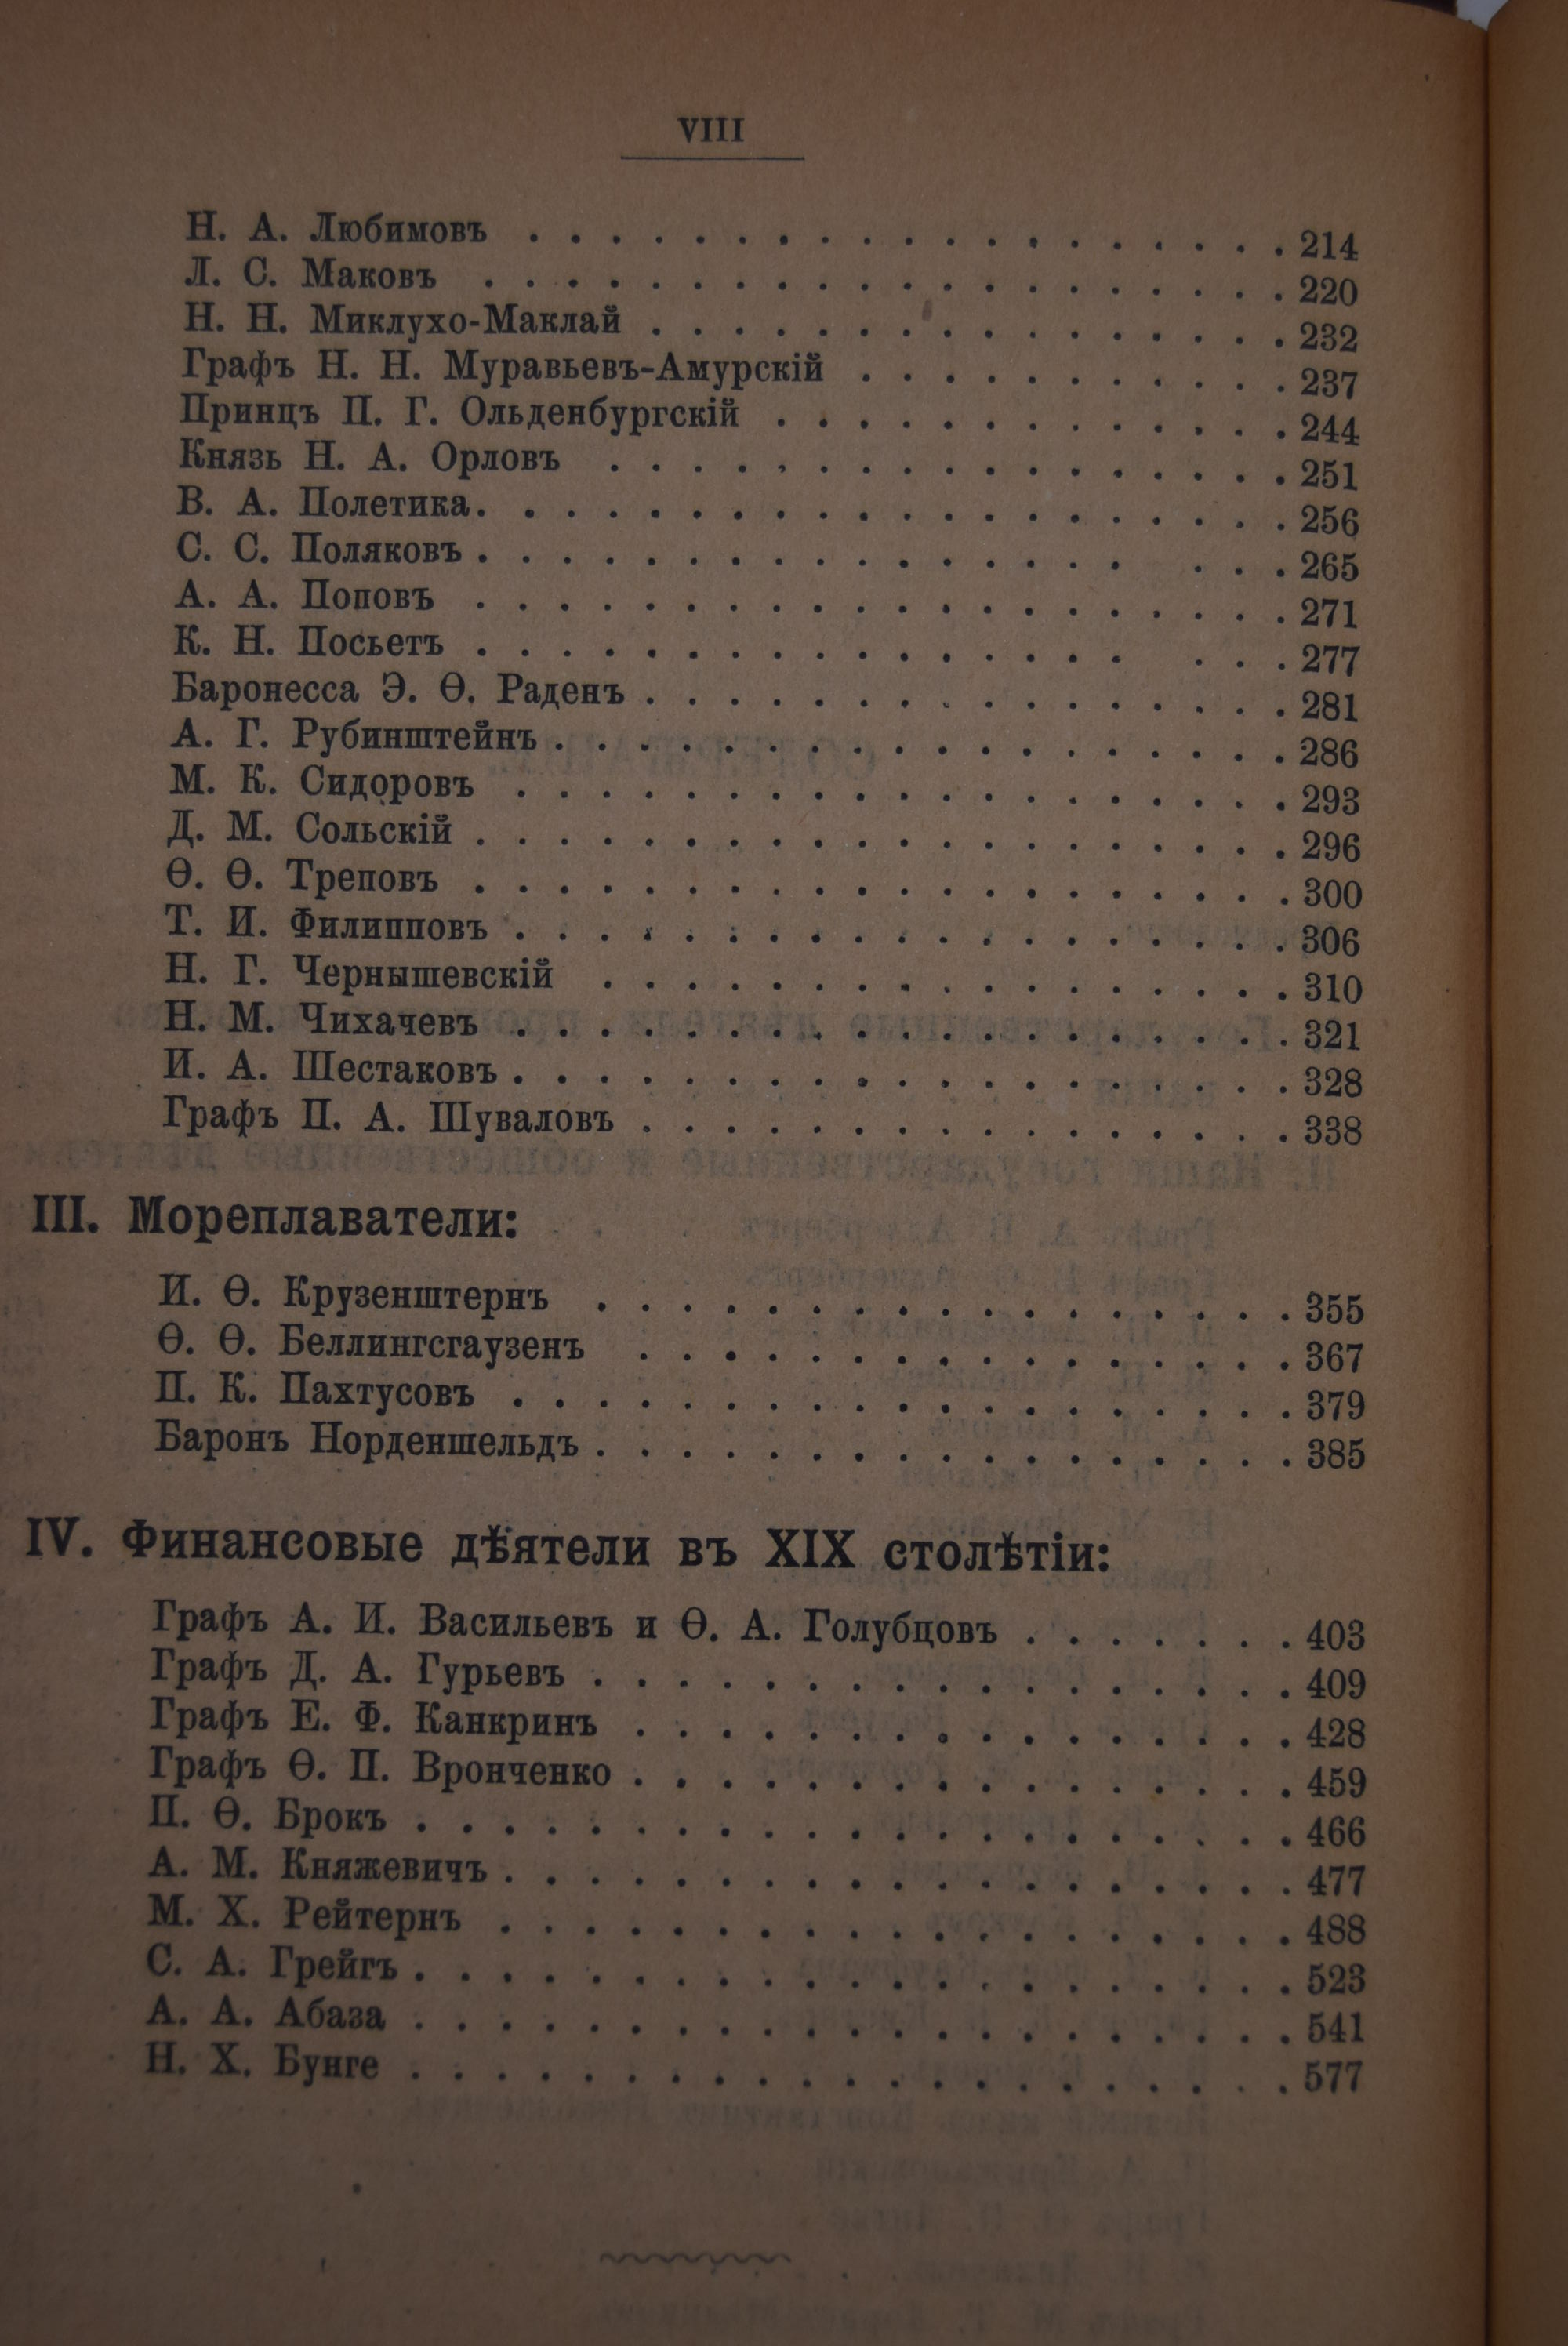 VIII
Н. А. Любимовъ . . . . . . . . . . . . . . . . . . . 214
Л. С. Маковъ . . . . . . . . . . . . . . . . . . . . 220
Н. Н. Миклухо-Маклай . . . . . . . . . . . . . . . . 232
Графъ Н. Н. Муравьевъ-Амурскій . . . . . . . . . . . 237
Принцъ П. Г. Ольденбургскій . . . . . . . . . . . . . 244
Князь Н. А. Орловъ . . . . . . . . . . . . . . . . . 251
В. А. Полетика. . . . . . . . . . . . . . . . . . . . 256
С. С. Поляковъ . . . . . . . . . . . . . . . . . . . 265
А. А. Поповъ . . . . . . . . . . . . . . . . . . . . 271
К. Н. Посьетъ . . . . . . . . . . . . . . . . . . . 277
Баронесса Э. Ѳ. Раденъ . . . . . . . . . . . . . . . . 281
А. Г. Рубинштейнъ . . . . . . . . . . . . . . . . . . 286
М. К. Сидоровъ . . . . . . . . . . . . . . . . . . . 293
Д. М. Сольскій . . . . . . . . . . . . . . . . . . . . 296
Ѳ. Ѳ. Треповъ . . . . . . . . . . . . . . . . . . . . 300
Т. И. Филипповъ . . . . . . . . . . . . . . . . . . . 306
Н. Г. Чернышевскій . . . . . . . . . . . . . . . . . 310
Н. М. Чихачевъ . . . . . . . . . . . . . . . . . . . 321
И. А. Шестаковъ . . . . . . . . . . . . . . . . . . . 328
Графъ П. А. Шуваловъ . . . . . . . . . . . . . . . . 338
III. Мореплаватели:
И. Ѳ. Крузенштернъ . . . . . . . . . . . . . . . . . 355
Ѳ. Ѳ. Беллингсгаузенъ . . . . . . . . . . . . . . . . 367
П. К. Пахтусовъ . . . . . . . . . . . . . . . . . . . 379
Баронъ Норденшельдъ . . . . . . . . . . . . . . . . . 385
IV. Финансовые дѣятели въ XIX столѣтіи:
Графъ А. И. Васильевъ и Ѳ. А. Голубцовъ . . . . . . . 403
Графъ Д. А. Гурьевъ . . . . . . . . . . . . . . . . . 409
Графъ Е. Ф. Канкринъ . . . . . . . . . . . . . . . . 428
Графъ Ѳ. П. Вронченко . . . . . . . . . . . . . . . . 459
П. Ѳ. Брокъ . . . . . . . . . . . . . . . . . . . . . 466
А. М. Княжевичъ . . . . . . . . . . . . . . . . . . . 477
М. Х. Рейтернъ . . . . . . . . . . . . . . . . . . . 488
С. А. Грейгъ . . . . . . . . . . . . . . . . . . . . . 523
А. А. Абаза . . . . . . . . . . . . . . . . . . . . . 541
Н. Х. Бунге . . . . . . . . . . . . . . . . . . . . . 577